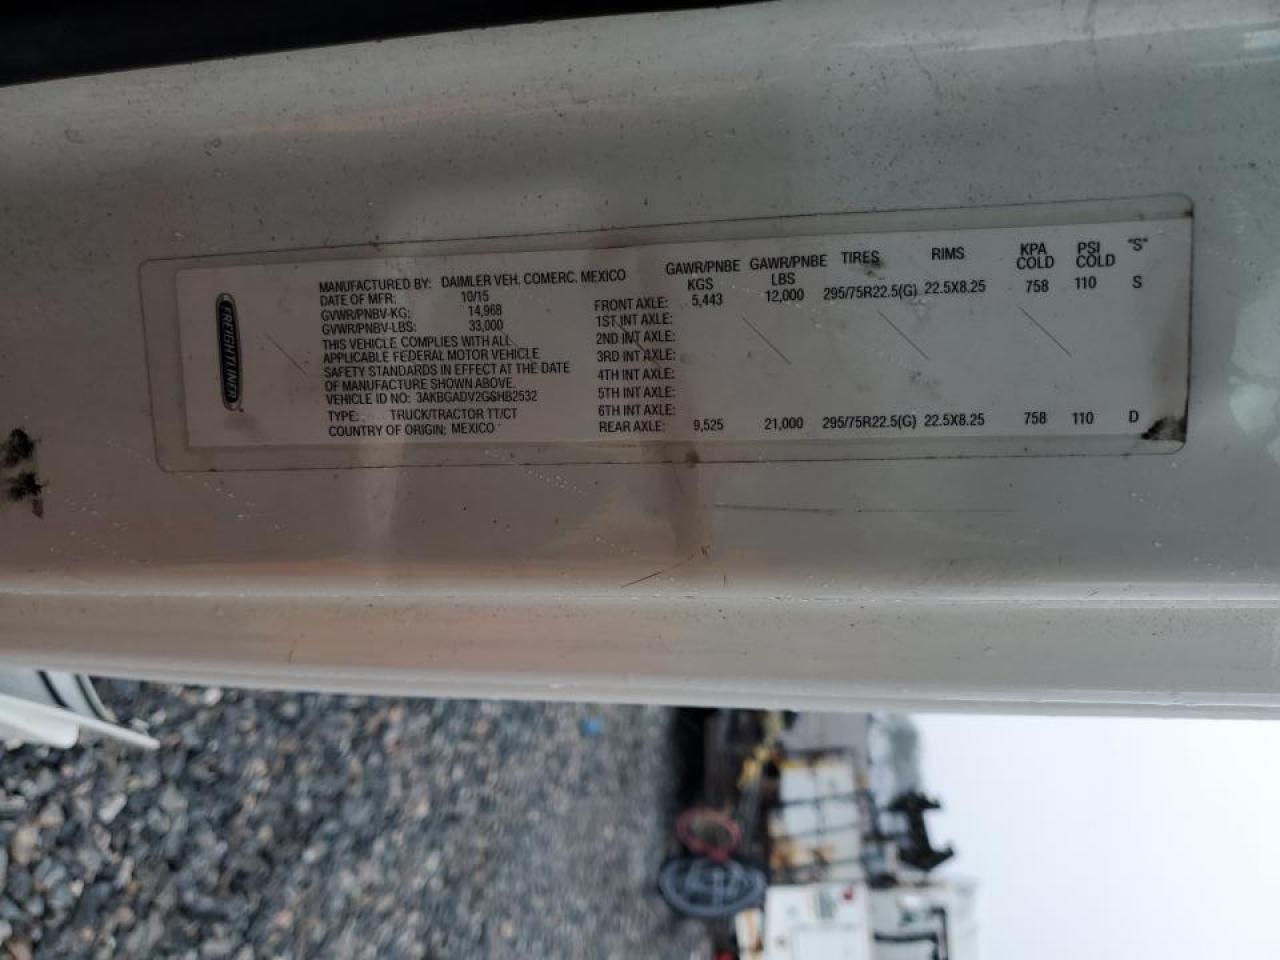 FREIGHTLINER
MANUFACTURED BY: DAIMLER VEH. COMERC. MEXICO
DATE OF MFR: 10/15
GVWR/PNBV-KG: 14,968
GVWR/PNBV-LBS: 33,000
THIS VEHICLE COMPLIES WITH ALL
APPLICABLE FEDERAL MOTOR VEHICLE
SAFETY STANDARDS IN EFFECT AT THE DATE
OF MANUFACTURE SHOWN ABOVE.
VEHICLE ID NO: 3AKBGADV2GSHB2532
TYPE: TRUCK/TRACTOR TT/CT
COUNTRY OF ORIGIN: MEXICO
GAWR/PNBE KGS GAWR/PNBE LBS TIRES RIMS KPA COLD PSI COLD "S"
FRONT AXLE: 5,443 12,000 295/75R22.5(G) 22.5X8.25 758 110 S
1ST INT AXLE:
2ND INT AXLE:
3RD INT AXLE:
4TH INT AXLE:
5TH INT AXLE:
6TH INT AXLE:
REAR AXLE: 9,525 21,000 295/75R22.5(G) 22.5X8.25 758 110 D